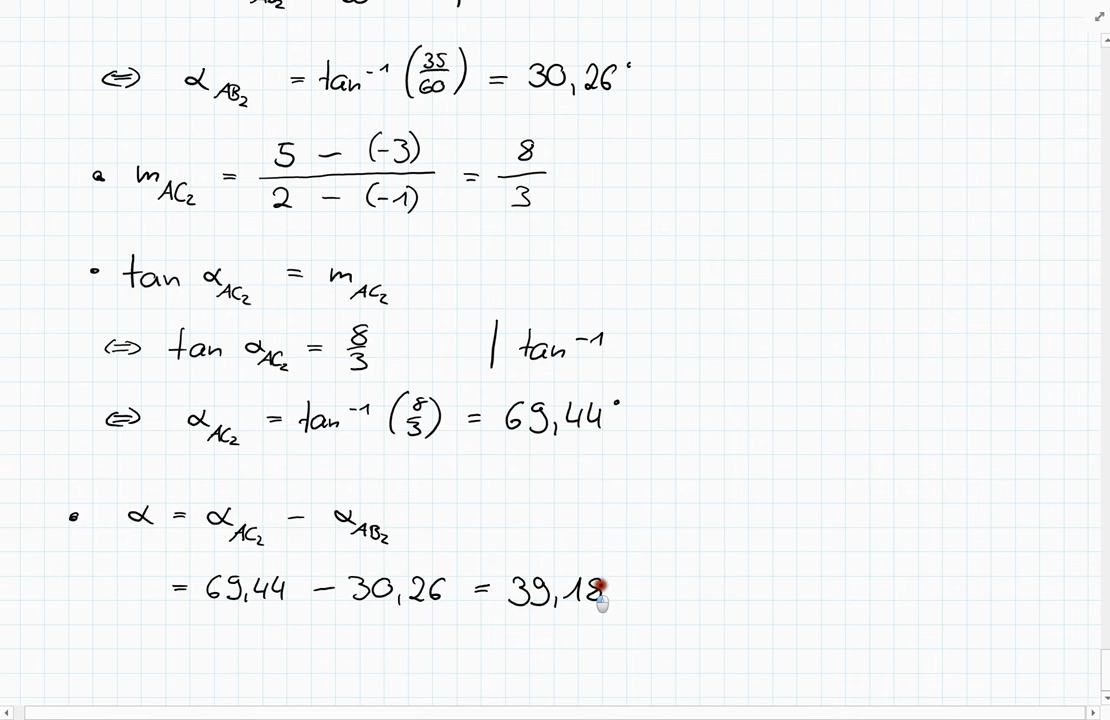 ⇔ α_AB₂ = tan⁻¹ (35/60) = 30,26°
• m_AC₂ = (5 − (−3))/(2 − (−1)) = 8/3
• tan α_AC₂ = m_AC₂
⇔ tan α_AC₂ = 8/3 | tan⁻¹
⇔ α_AC₂ = tan⁻¹ (8/3) = 69,44°
• α = α_AC₂ − α_AB₂
= 69,44 − 30,26 = 39,18